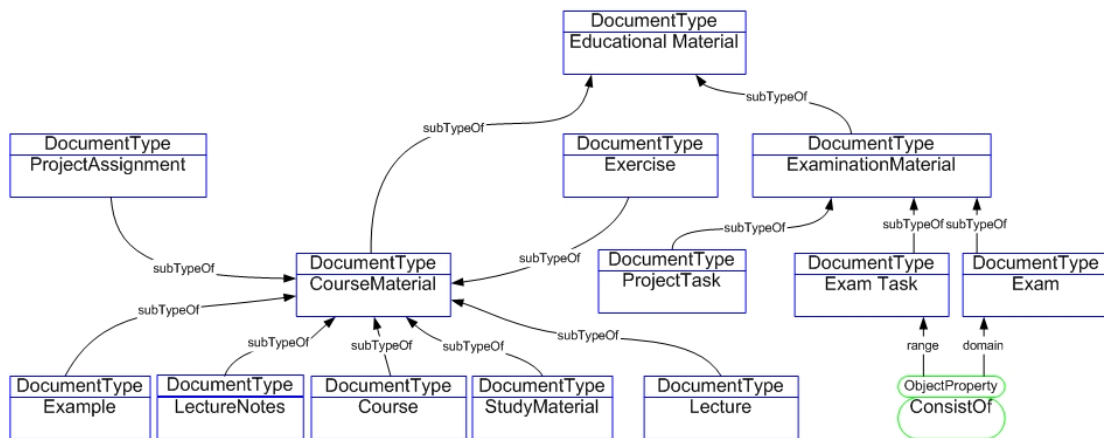 DocumentType
Educational Material
subTypeOf
subTypeOf
DocumentType
ProjectAssignment
DocumentType
Exercise
DocumentType
ExaminationMaterial
subTypeOf
subTypeOf
subTypeOf
subTypeOf
subTypeOf
DocumentType
CourseMaterial
DocumentType
ProjectTask
DocumentType
Exam Task
DocumentType
Exam
subTypeOf
subTypeOf
subTypeOf
subTypeOf
subTypeOf
range
domain
DocumentType
Example
DocumentType
LectureNotes
DocumentType
Course
DocumentType
StudyMaterial
DocumentType
Lecture
ObjectProperty
ConsistOf